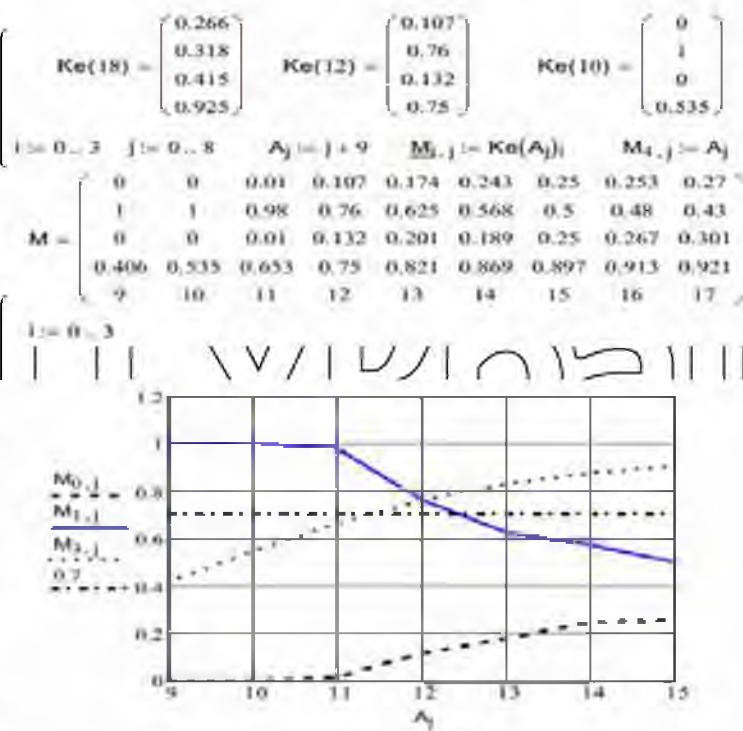 Ke(18) = (0.266 0.318 0.415 0.925) Ke(12) = (0.107 0.76 0.132 0.75) Ke(10) = (0 1 0 0.535)
i := 0 .. 3 j := 0 .. 8 Aj := j + 9 Mi , j := Ke(Aj)i M4 , j := Aj
0 0 0.01 0.107 0.174 0.243 0.25 0.253 0.27
1 1 0.98 0.76 0.625 0.568 0.5 0.48 0.43
M =
0 0 0.01 0.132 0.201 0.189 0.25 0.267 0.301
0.406 0.535 0.653 0.75 0.821 0.869 0.897 0.913 0.921
9 10 11 12 13 14 15 16 17
i := 0 .. 3
1.2
1
M0 , j
0.8
M1 , j
M3 , j
0.6
0.7
0.4
0.2
0
9 10 11 12 13 14 15
Aj